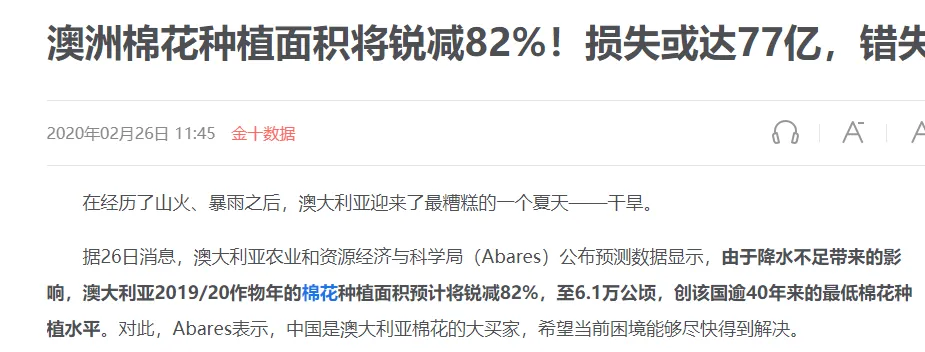 澳洲棉花种植面积将锐减82%！损失或达77亿，错失
2020年02月26日 11:45 金十数据
在经历了山火、暴雨之后，澳大利亚迎来了最糟糕的一个夏天——干旱。
据26日消息，澳大利亚农业和资源经济与科学局（Abares）公布预测数据显示，由于降水不足带来的影
响，澳大利亚2019/20作物年的棉花种植面积预计将锐减82%，至6.1万公顷，创该国逾40年来的最低棉花种
植水平。对此，Abares表示，中国是澳大利亚棉花的大买家，希望当前困境能够尽快得到解决。